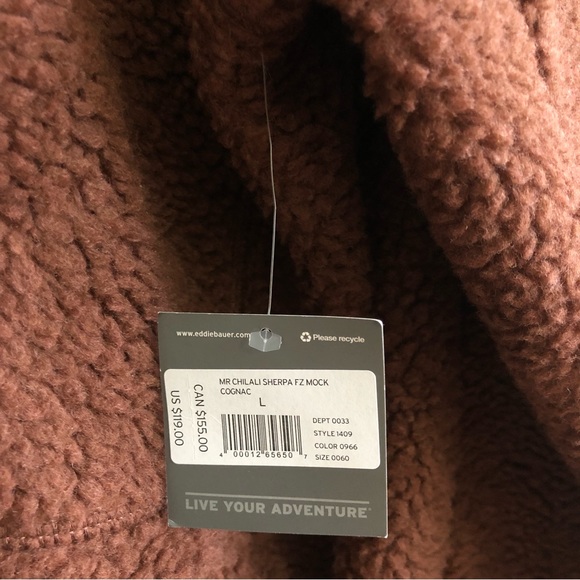 www.eddiebauer.com
Please recycle
MR CHILALI SHERPA FZ MOCK
COGNAC
L
CAN $155.00
US $119.00
DEPT 0033
STYLE 1409
COLOR 0966
SIZE 0060
4 00012 65650 7
LIVE YOUR ADVENTURE